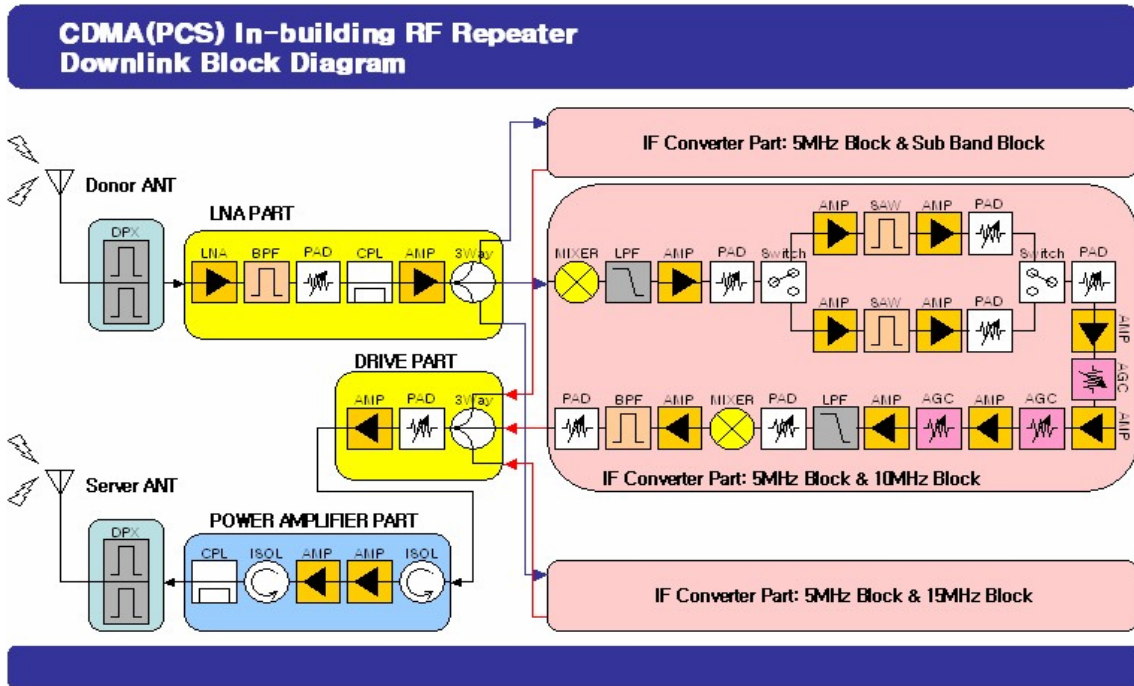 CDMA(PCS) In-building RF Repeater
Downlink Block Diagram
IF Converter Part: 5MHz Block & Sub Band Block
Donor ANT
LNA PART
DPX
LNA BPF PAD CPL AMP 3Way
AMP SAW AMP PAD
MIXER LPF AMP PAD Switch
Switch PAD
AMP SAW AMP PAD
AMP
AGC
AMP
DRIVE PART
AMP PAD 3Way
PAD BPF AMP MIXER PAD LPF AMP AGC AMP AGC
IF Converter Part: 5MHz Block & 10MHz Block
Server ANT
POWER AMPLIFIER PART
DPX
CPL ISOL AMP AMP ISOL
IF Converter Part: 5MHz Block & 15MHz Block